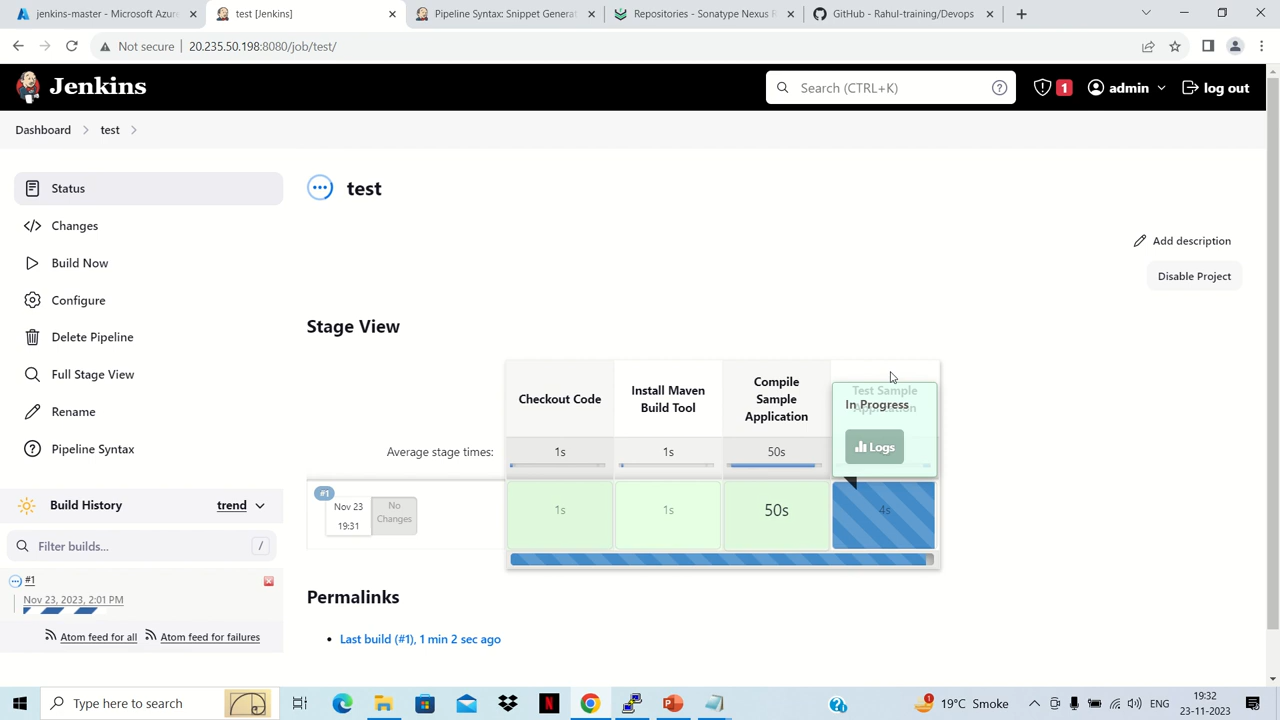 jenkins-master - Microsoft Azure
test [Jenkins]
Pipeline Syntax: Snippet Generat
Repositories - Sonatype Nexus R
GitHub - Rahul-training/Devops
Not secure
20.235.50.198:8080/job/test/
Jenkins
Search (CTRL+K)
1
admin
log out
Dashboard
test
Status
test
Changes
Add description
Build Now
Disable Project
Configure
Stage View
Delete Pipeline
Full Stage View
Rename
Pipeline Syntax
Checkout Code
Install Maven
Build Tool
Compile
Sample
Application
Test Sample
Application
In Progress
Logs
Average stage times:
1s
1s
50s
#1
Nov 23
19:31
No
Changes
1s
1s
50s
4s
Build History
trend
Filter builds...
/
#1
Nov 23, 2023, 2:01 PM
Atom feed for all
Atom feed for failures
Permalinks
Last build (#1), 1 min 2 sec ago
Type here to search
1
19°C Smoke
ENG
19:32
23-11-2023